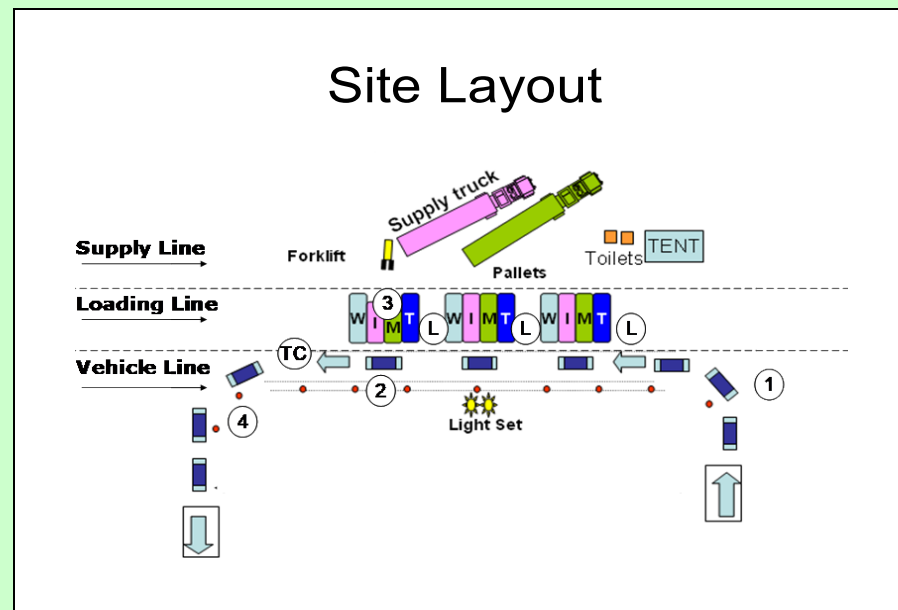 Site Layout
Supply truck
Supply Line
Forklift
Toilets
TENT
Pallets
Loading Line
3
W I M T L W I M T L W I M T L
TC
Vehicle Line
1
2
4
Light Set